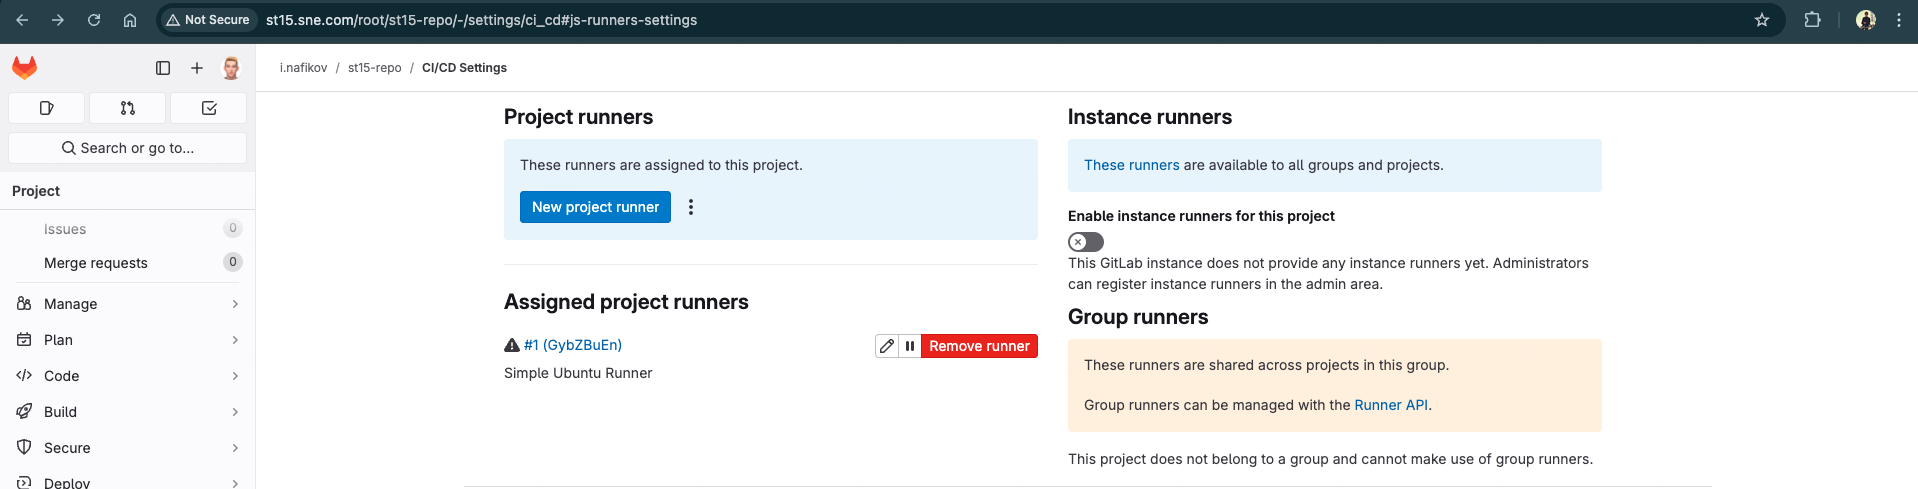 Not Secure
st15.sne.com/root/st15-repo/-/settings/ci_cd#js-runners-settings
i.nafikov / st15-repo / CI/CD Settings
Search or go to...
Project
Issues 0
Merge requests 0
Manage
Plan
Code
Build
Secure
Deploy
Project runners
These runners are assigned to this project.
New project runner
Assigned project runners
#1 (GybZBuEn)
Remove runner
Simple Ubuntu Runner
Instance runners
These runners are available to all groups and projects.
Enable instance runners for this project
This GitLab instance does not provide any instance runners yet. Administrators
can register instance runners in the admin area.
Group runners
These runners are shared across projects in this group.
Group runners can be managed with the Runner API.
This project does not belong to a group and cannot make use of group runners.